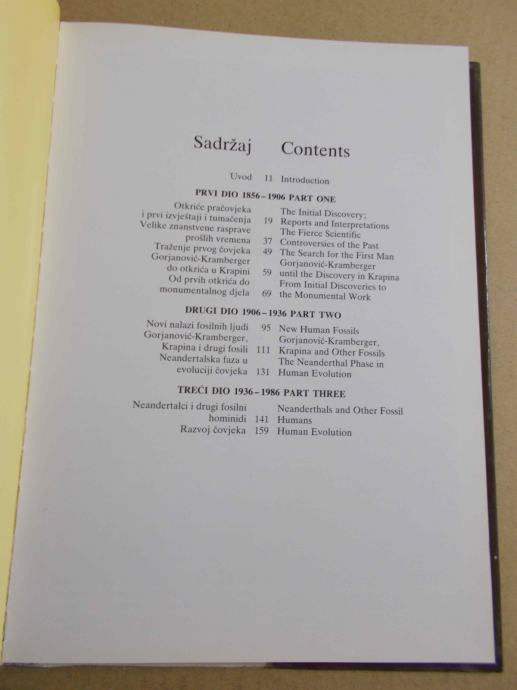 Sadržaj Contents
Uvod 11 Introduction
PRVI DIO 1856–1906 PART ONE
Otkriće pračovjeka The Initial Discovery;
i prvi izvještaji i tumačenja 19 Reports and Interpretations
Velike znanstvene rasprave The Fierce Scientific
prošlih vremena 37 Controversies of the Past
Traženje prvog čovjeka 49 The Search for the First Man
Gorjanović-Kramberger Gorjanović-Kramberger
do otkrića u Krapini 59 until the Discovery in Krapina
Od prvih otkrića do From Initial Discoveries to
monumentalnog djela 69 the Monumental Work
DRUGI DIO 1906–1936 PART TWO
Novi nalazi fosilnih ljudi 95 New Human Fossils
Gorjanović-Kramberger, Gorjanović-Kramberger,
Krapina i drugi fosili 111 Krapina and Other Fossils
Neandertalska faza u The Neanderthal Phase in
evoluciji čovjeka 131 Human Evolution
TREĆI DIO 1936–1986 PART THREE
Neandertalci i drugi fosilni Neanderthals and Other Fossil
hominidi 141 Humans
Razvoj čovjeka 159 Human Evolution